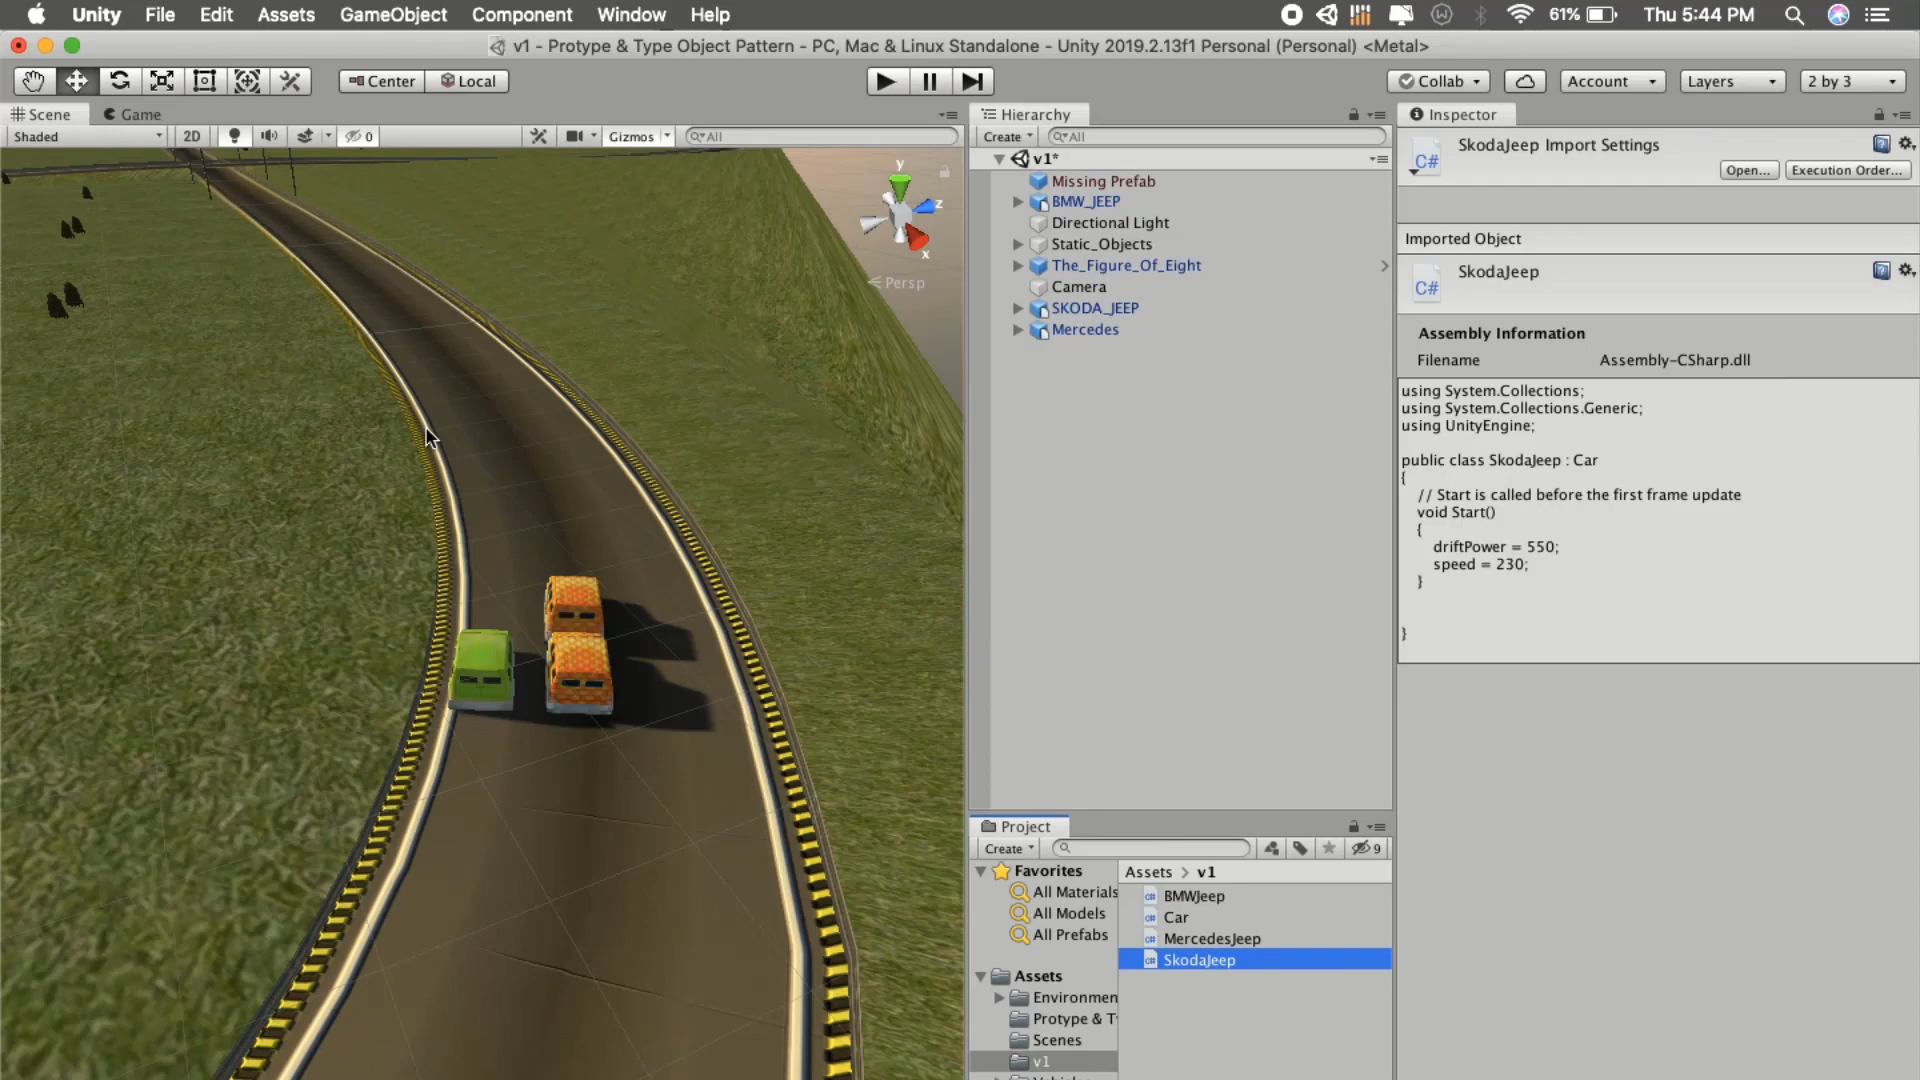 Unity File Edit Assets GameObject Component Window Help 61% Thu 5:44 PM
v1 - Protype & Type Object Pattern - PC, Mac & Linux Standalone - Unity 2019.2.13f1 Personal (Personal) <Metal>
Center Local Collab Account Layers 2 by 3
Scene Game
Shaded 2D 0 Gizmos All
y
z
x
Persp
Hierarchy
Create All
v1*
Missing Prefab
BMW_JEEP
Directional Light
Static_Objects
The_Figure_Of_Eight
Camera
SKODA_JEEP
Mercedes
Project
Create 9
Favorites
All Materials
All Models
All Prefabs
Assets
Environmen
Protype & T
Scenes
v1
Assets > v1
BMWJeep
Car
MercedesJeep
SkodaJeep
Inspector
SkodaJeep Import Settings
Open... Execution Order...
Imported Object
SkodaJeep
Assembly Information
Filename Assembly-CSharp.dll
using System.Collections;
using System.Collections.Generic;
using UnityEngine;
public class SkodaJeep : Car
{
// Start is called before the first frame update
void Start()
{
driftPower = 550;
speed = 230;
}
}